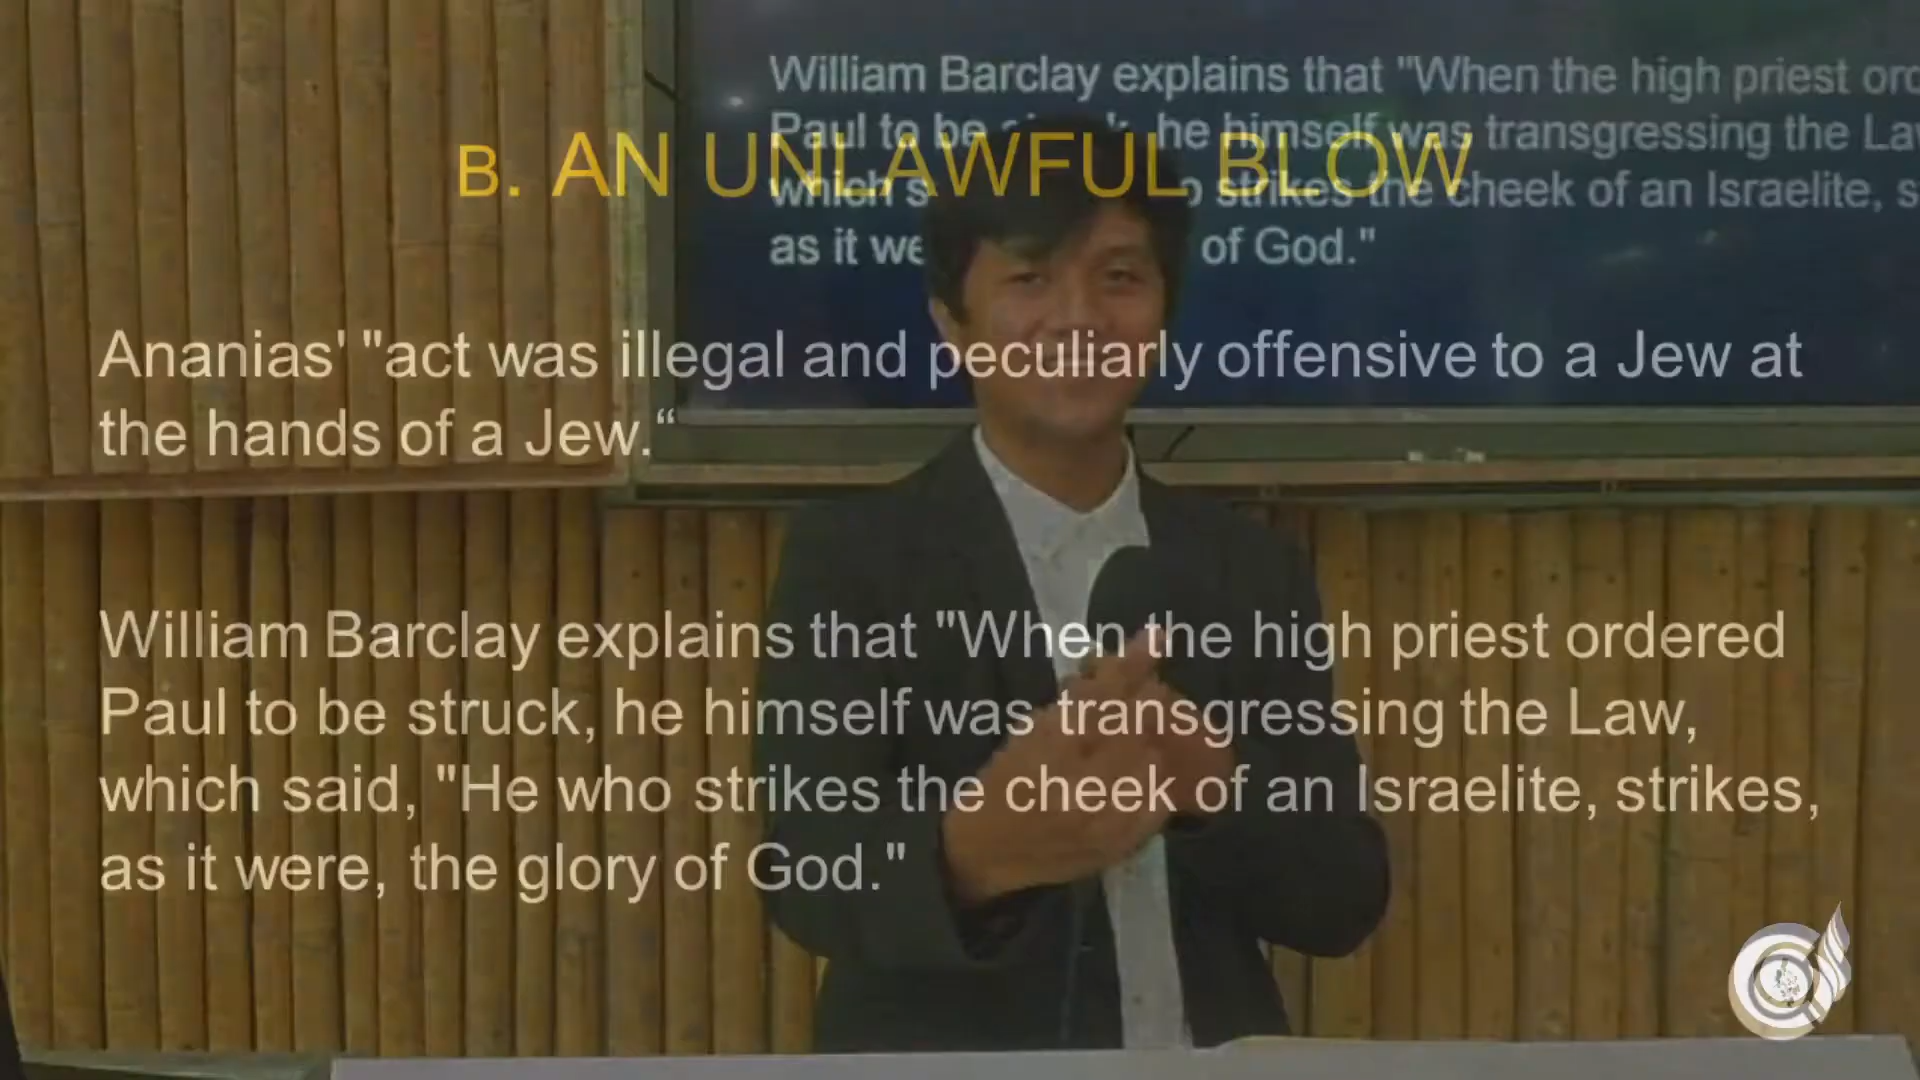 William Barclay explains that "When the high priest
Paul to be he himself was transgressing the
which strikes the cheek of an Israelite,
as it of God."
B. AN UNLAWFUL BLOW
Ananias' "act was illegal and peculiarly offensive to a Jew at
the hands of a Jew.“
William Barclay explains that "When the high priest ordered
Paul to be struck, he himself was transgressing the Law,
which said, "He who strikes the cheek of an Israelite, strikes,
as it were, the glory of God."